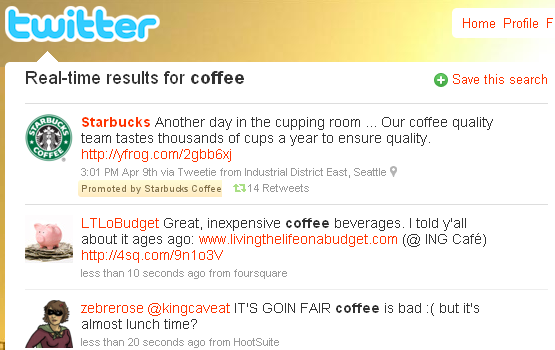 twitter
Home Profile F
Real-time results for coffee
Save this search
STARBUCKS
COFFEE
Starbucks Another day in the cupping room ... Our coffee quality
team tastes thousands of cups a year to ensure quality.
http://yfrog.com/2gbb6xj
3:01 PM Apr 9th via Tweetie from Industrial District East, Seattle
Promoted by Starbucks Coffee 14 Retweets
LTLoBudget Great, inexpensive coffee beverages. I told y'all
about it ages ago: www.livingthelifeonabudget.com (@ ING Café)
http://4sq.com/9n1o3V
less than 10 seconds ago from foursquare
zebrerose @kingcaveat IT'S GOIN FAIR coffee is bad :( but it's
almost lunch time?
less than 20 seconds ago from HootSuite